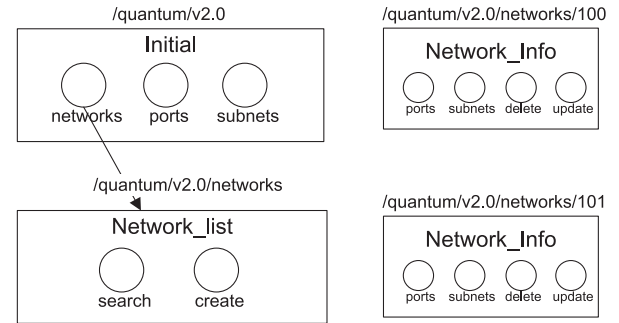 /quantum/v2.0
Initial
networks ports subnets
/quantum/v2.0/networks
Network_list
search create
/quantum/v2.0/networks/100
Network_Info
ports subnets delete update
/quantum/v2.0/networks/101
Network_Info
ports subnets delete update